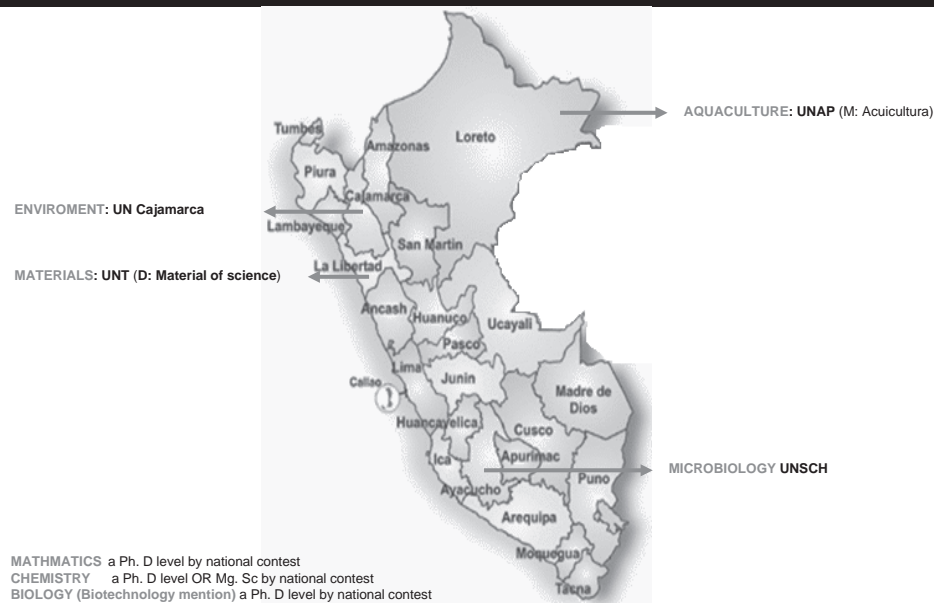 AQUACULTURE: UNAP (M: Acuicultura)
Tumbes
Amazonas
Loreto
Piura
Cajamarca
ENVIROMENT: UN Cajamarca
Lambayeque
San Martin
La Libertad
MATERIALS: UNT (D: Material of science)
Ancash
Huanuco
Ucayali
Pasco
Lima
Junin
Callao
Madre de
Dios
Huancavelica
Cusco
Ica
Apurimac
MICROBIOLOGY UNSCH
Puno
Ayacucho
Arequipa
Moquegua
Tacna
MATHMATICS a Ph. D level by national contest
CHEMISTRY a Ph. D level OR Mg. Sc by national contest
BIOLOGY (Biotechnology mention) a Ph. D level by national contest